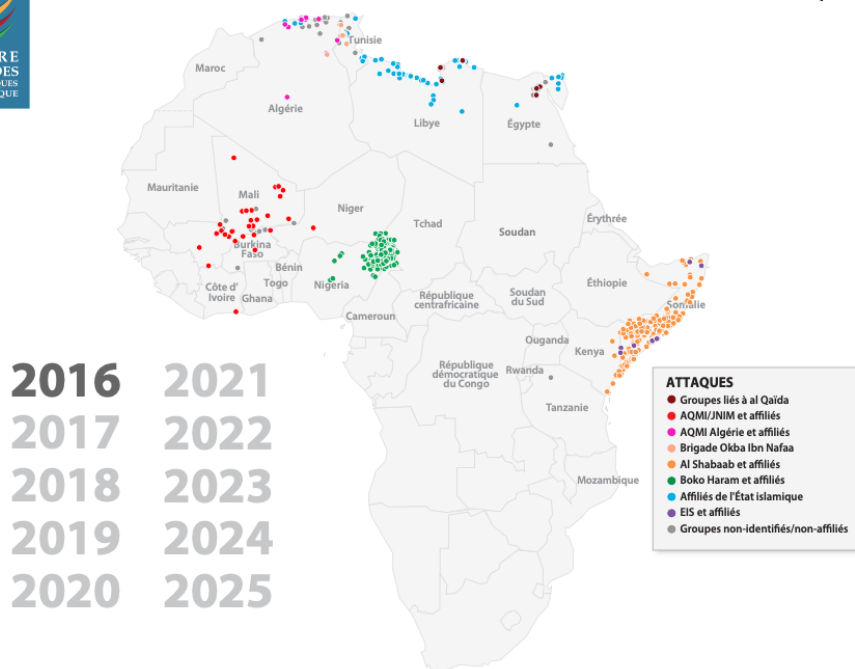 RE
DES
QUES
QUE
Tunisie
Maroc
Algérie
Libye
Égypte
Mauritanie
Mali
Niger
Tchad
Soudan
Érythrée
Burkina
Faso
Bénin
Togo
Côte d'
Ivoire
Ghana
Nigeria
Cameroun
République
centrafricaine
Soudan
du Sud
Éthiopie
Somalie
Ouganda
Kenya
Rwanda
République
démocratique
du Congo
Tanzanie
Mozambique
2016 2021
2017 2022
2018 2023
2019 2024
2020 2025
ATTAQUES
Groupes liés à al Qaïda
AQMI/JNIM et affiliés
AQMI Algérie et affiliés
Brigade Okba Ibn Nafaa
Al Shabaab et affiliés
Boko Haram et affiliés
Affiliés de l'État islamique
EIS et affiliés
Groupes non-identifiés/non-affiliés